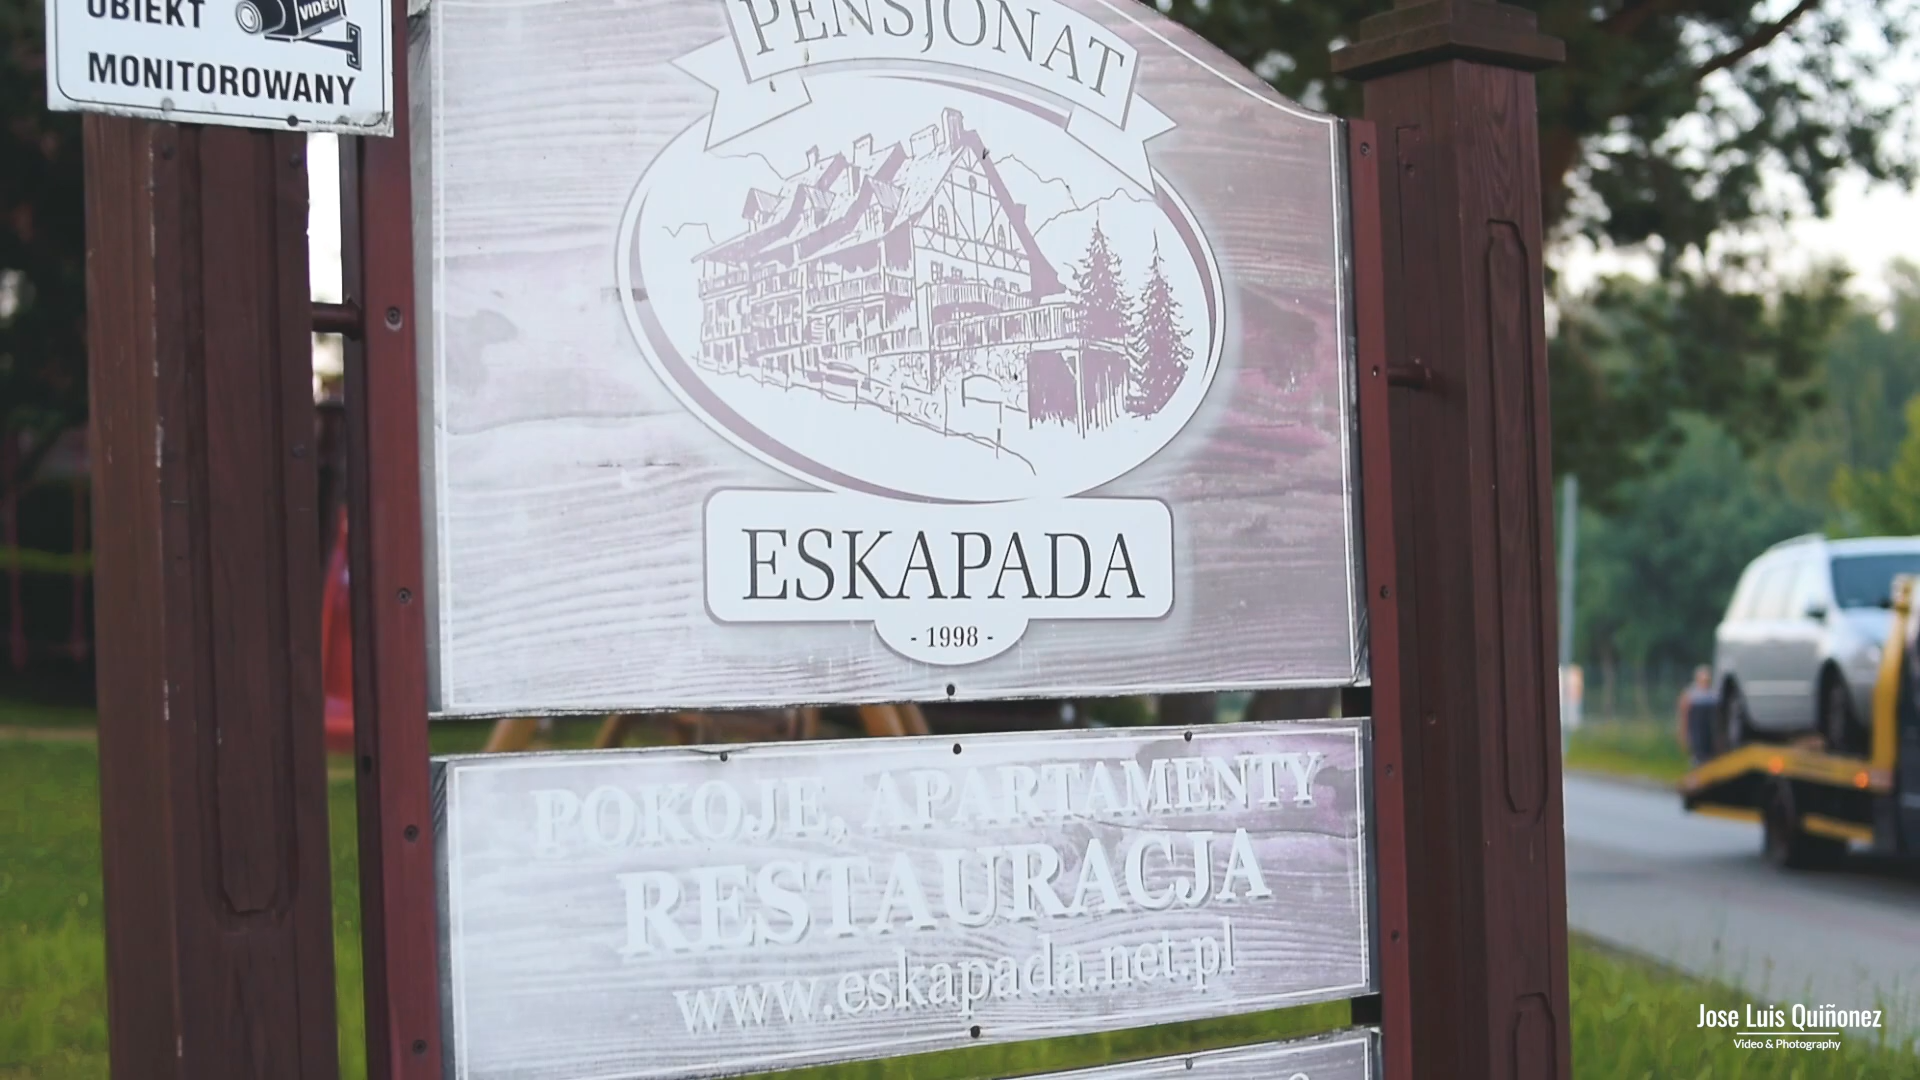 OBIEKT
VIDEO
MONITOROWANY
PENSJONAT
ESKAPADA
- 1998 -
POKOJE, APARTAMENTY
RESTAURACJA
www.eskapada.net.pl
Jose Luis Quiñonez
Video & Photography